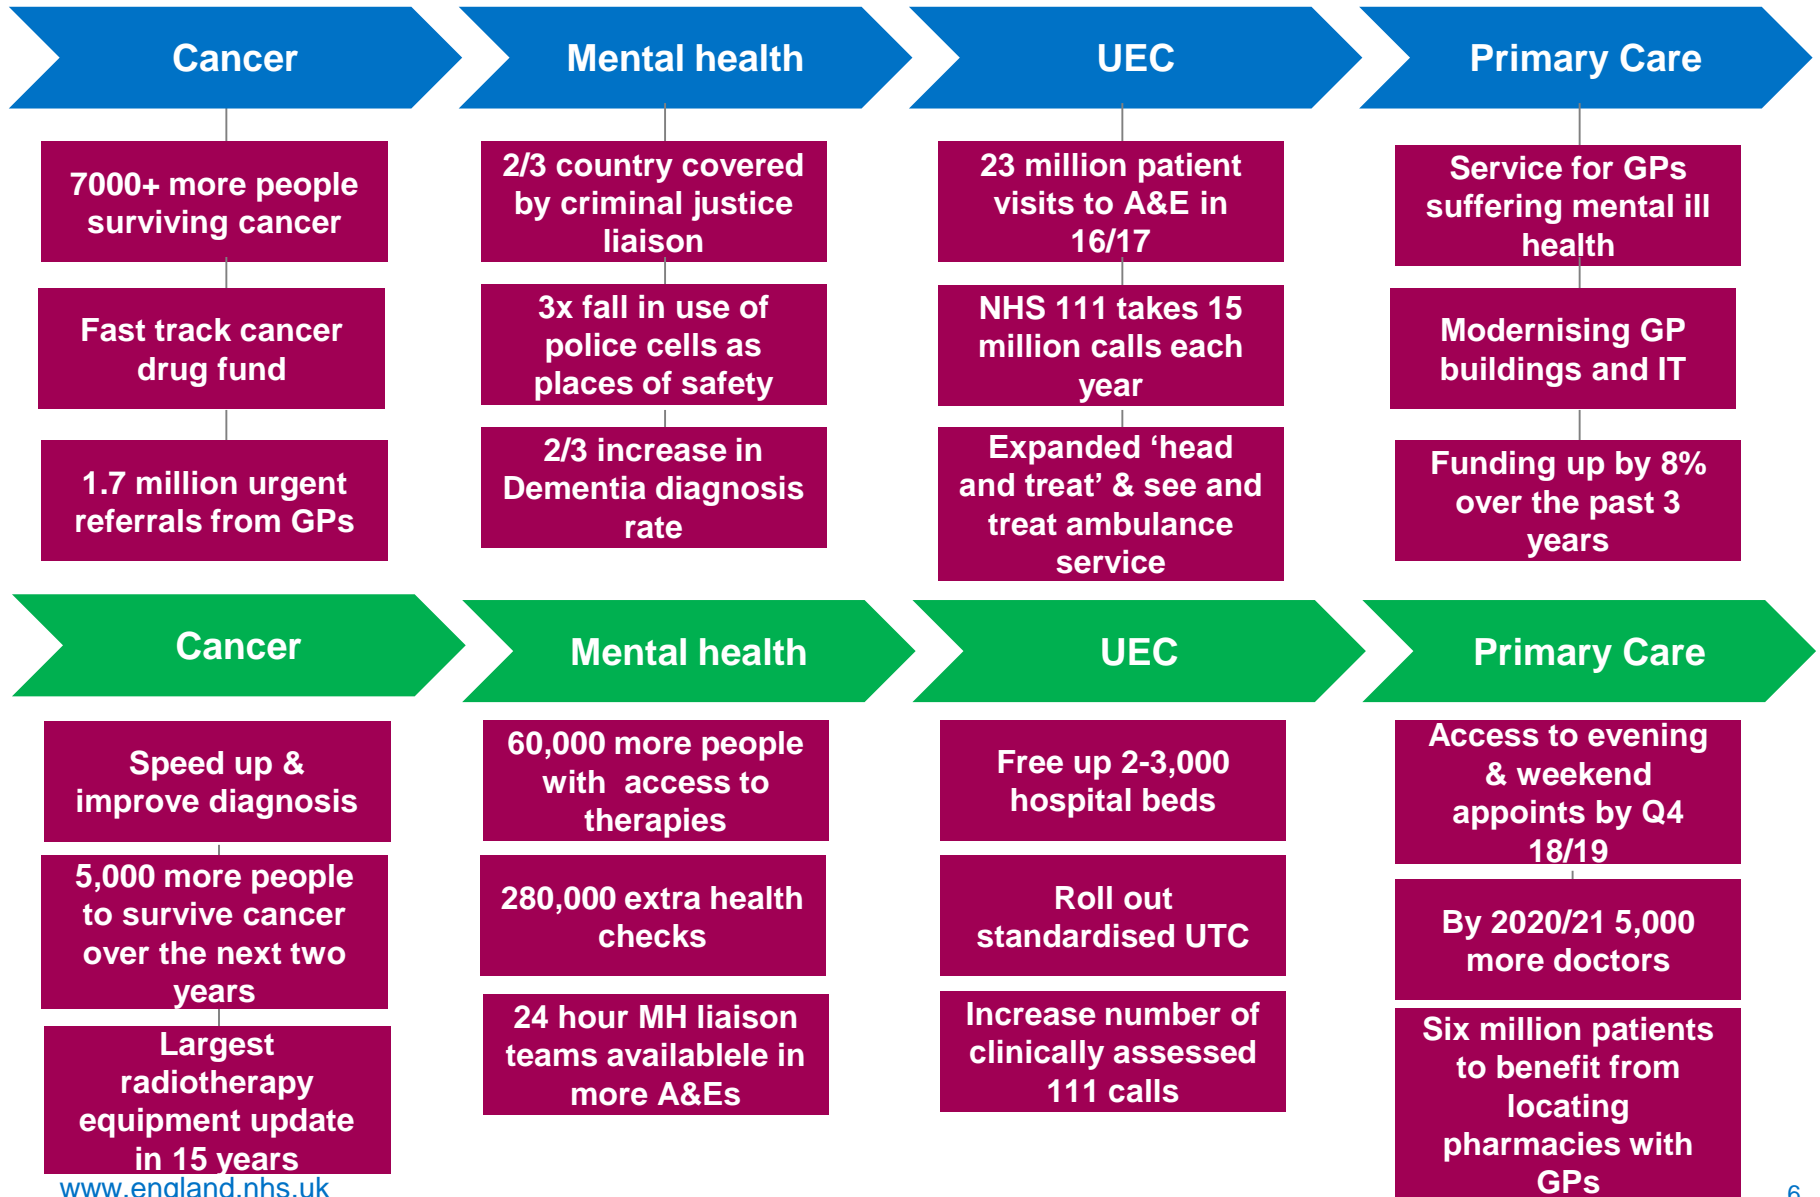 Cancer
Mental health
UEC
Primary Care
7000+ more people
surviving cancer
2/3 country covered
by criminal justice
liaison
23 million patient
visits to A&E in
16/17
Service for GPs
suffering mental ill
health
Fast track cancer
drug fund
3x fall in use of
police cells as
places of safety
NHS 111 takes 15
million calls each
year
Modernising GP
buildings and IT
1.7 million urgent
referrals from GPs
2/3 increase in
Dementia diagnosis
rate
Expanded ‘head
and treat’ & see and
treat ambulance
service
Funding up by 8%
over the past 3
years
Cancer
Mental health
UEC
Primary Care
Speed up &
improve diagnosis
60,000 more people
with  access to
therapies
Free up 2-3,000
hospital beds
Access to evening
& weekend
appoints by Q4
18/19
5,000 more people
to survive cancer
over the next two
years
280,000 extra health
checks
Roll out
standardised UTC
By 2020/21 5,000
more doctors
Largest
radiotherapy
equipment update
in 15 years
24 hour MH liaison
teams availablele in
more A&Es
Increase number of
clinically assessed
111 calls
Six million patients
to benefit from
locating
pharmacies with
GPs
www.england.nhs.uk
6